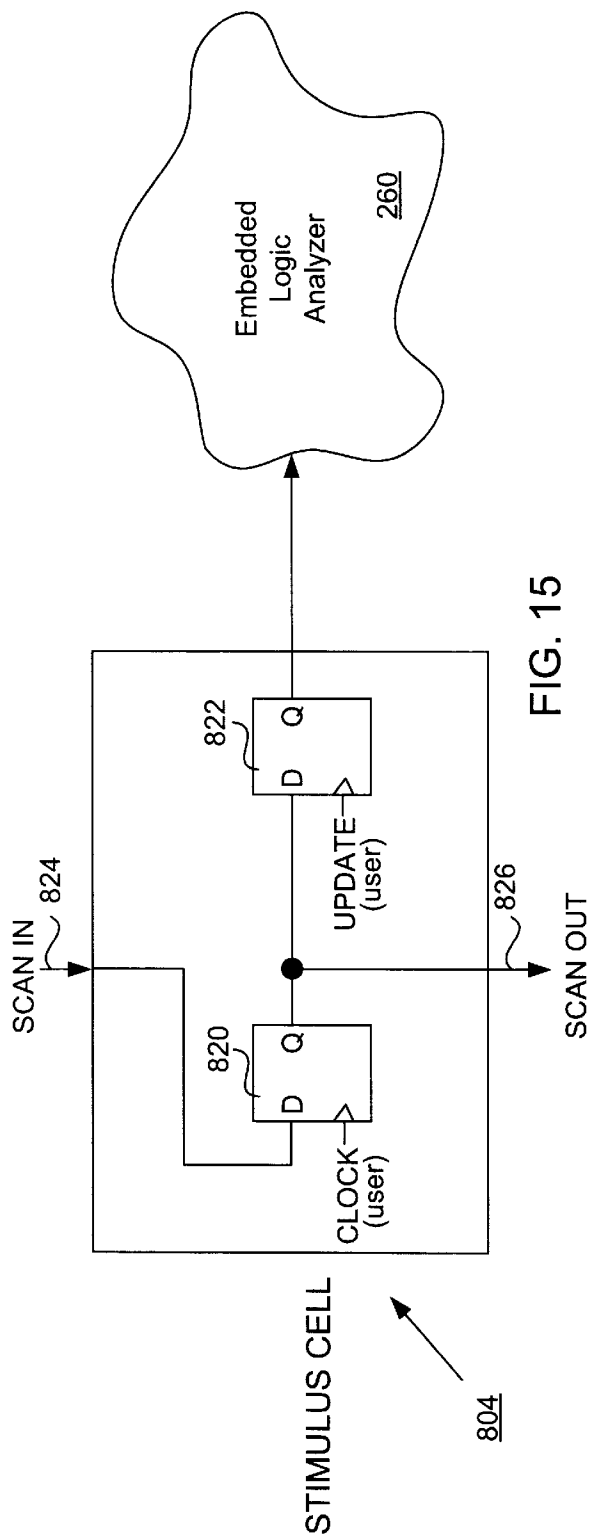 SCAN IN
824
820
D
Q
CLOCK
(user)
822
D
Q
UPDATE
(user)
826
SCAN OUT
STIMULUS CELL
804
Embedded
Logic
Analyzer
260
FIG. 15